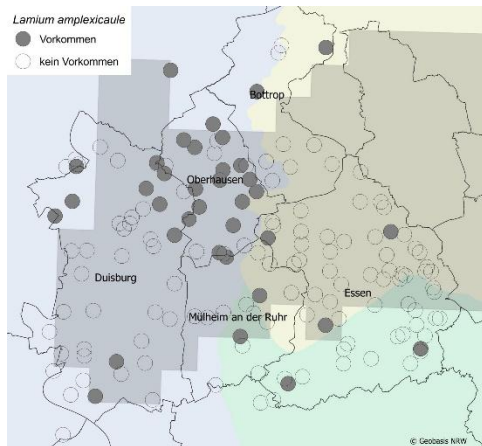 Lamium amplexicaule
Vorkommen
kein Vorkommen
Bottrop
Oberhausen
Duisburg
Essen
Mülheim an der Ruhr
© Geobasis NRW